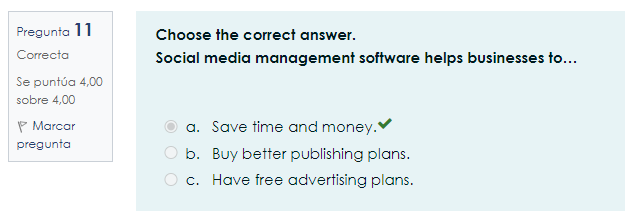 Pregunta 11
Correcta
Se puntúa 4,00
sobre 4,00
Marcar
pregunta
Choose the correct answer.
Social media management software helps businesses to…
a. Save time and money.
b. Buy better publishing plans.
c. Have free advertising plans.